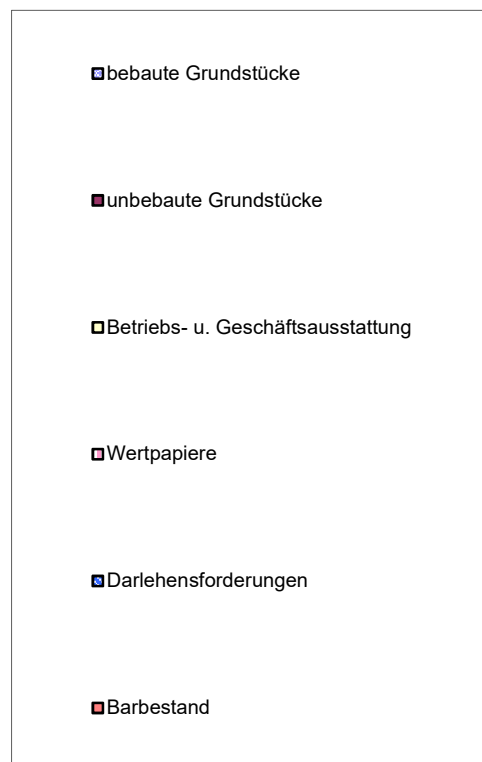 bebaute Grundstücke
unbebaute Grundstücke
Betriebs- u. Geschäftsausstattung
Wertpapiere
Darlehensforderungen
Barbestand